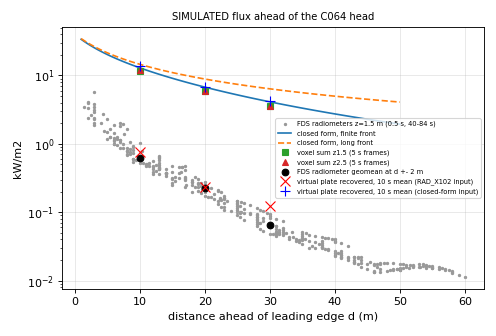 SIMULATED flux ahead of the C064 head
kW/m2
10¹
10⁰
10⁻¹
10⁻²
FDS radiometers z=1.5 m (0.5 s, 40-84 s)
closed form, finite front
closed form, long front
voxel sum z1.5 (5 s frames)
voxel sum z2.5 (5 s frames)
FDS radiometer geomean at d +- 2 m
virtual plate recovered, 10 s mean (RAD_X102 input)
virtual plate recovered, 10 s mean (closed-form input)
0 10 20 30 40 50 60
distance ahead of leading edge d (m)